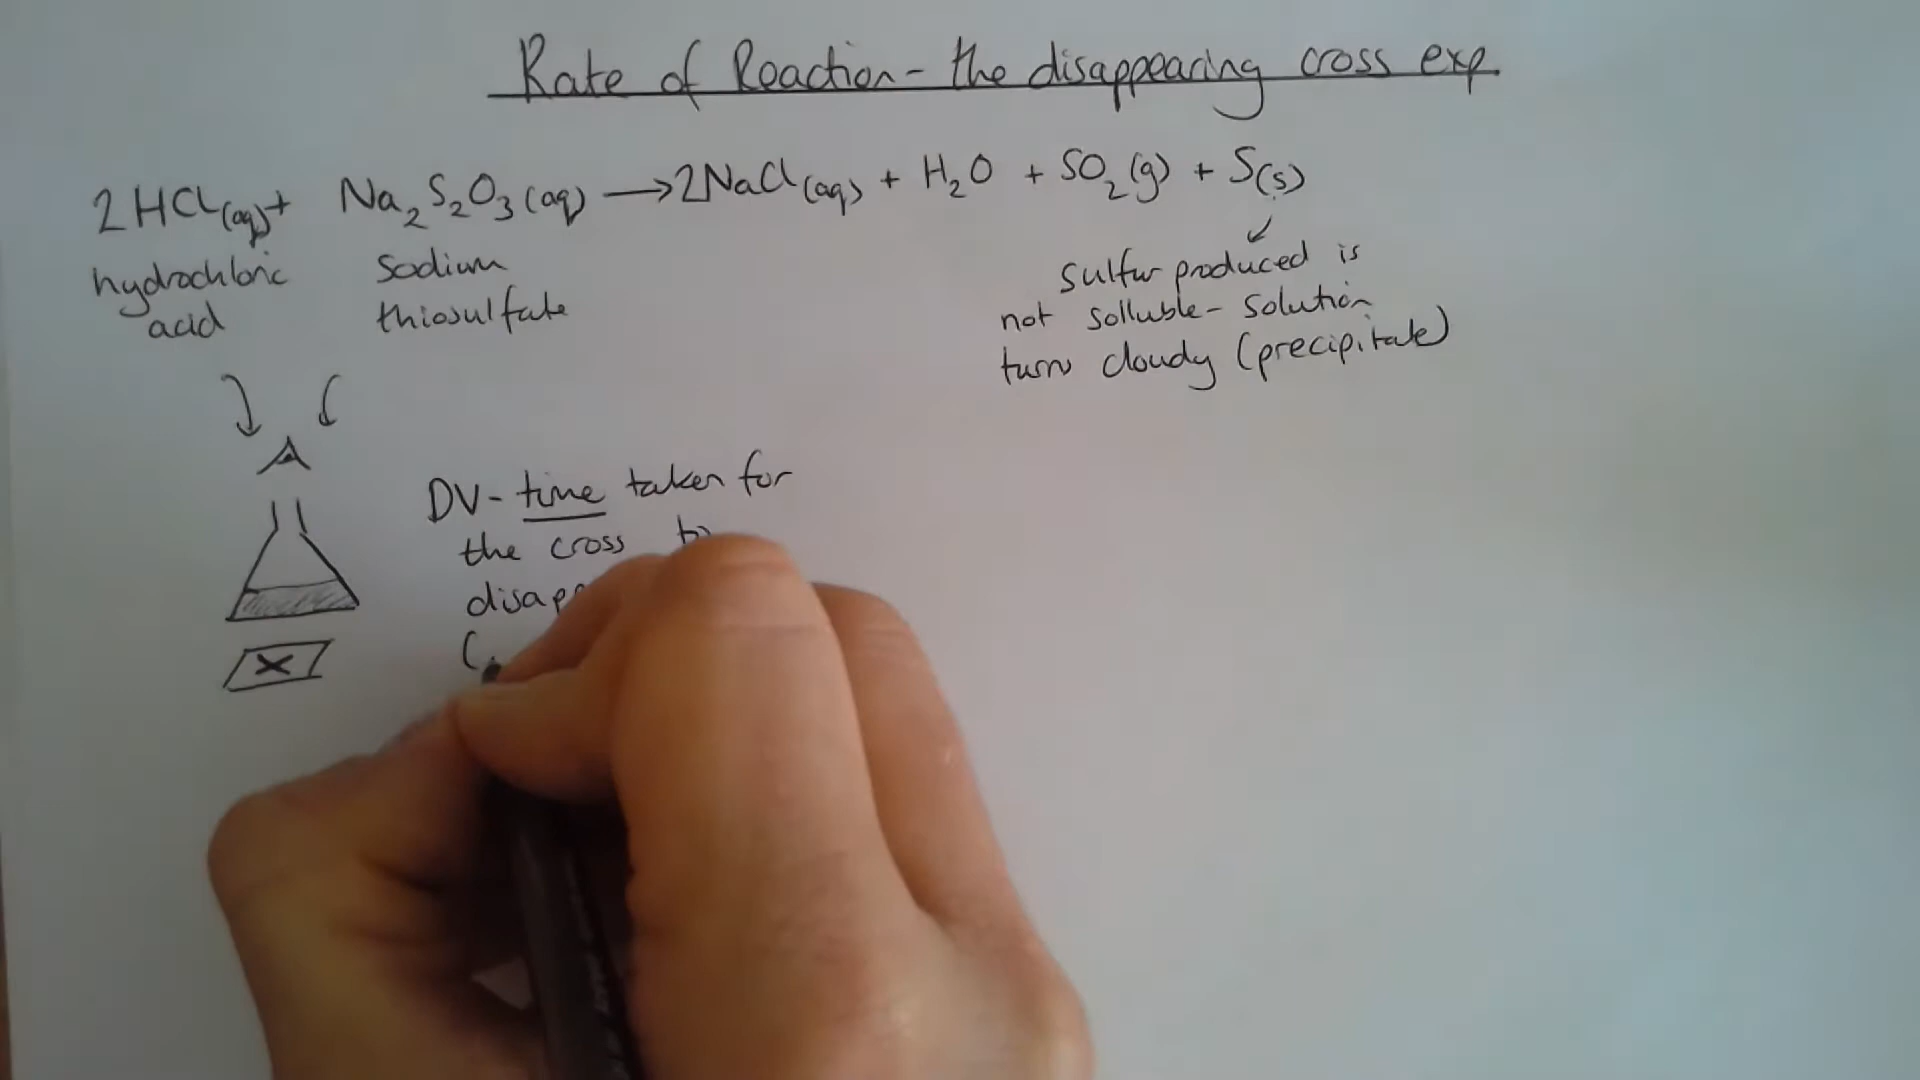 Rate of Reaction - the disappearing cross exp.
2HCl(aq) + Na₂S₂O₃(aq) → 2NaCl(aq) + H₂O + SO₂(g) + S(s)
hydrochloric
acid
Sodium
thiosulfate
Sulfur produced is
not solluble - solution
turns cloudy (precipitate)
DV - time taken for
the cross
X